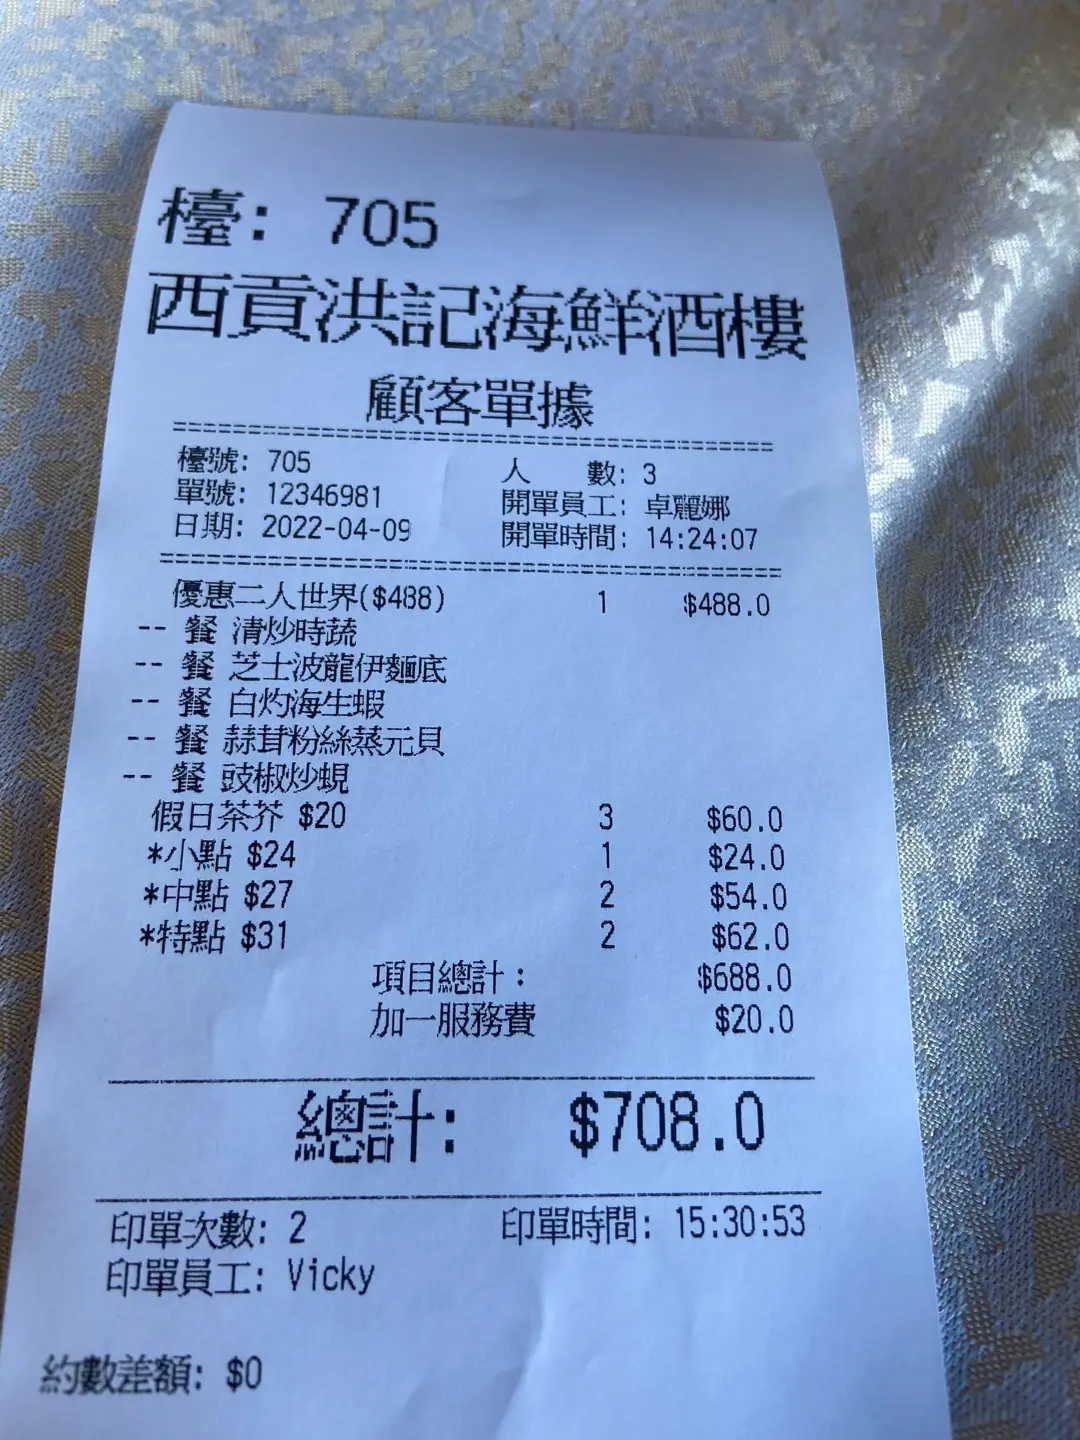 檯: 705
西貢洪記海鮮酒樓
顧客單據
檯號: 705 人 數: 3
單號: 12346981 開單員工: 卓麗娜
日期: 2022-04-09 開單時間: 14:24:07
優惠二人世界($488) 1 $488.0
-- 餐 清炒時蔬
-- 餐 芝士波龍伊麵底
-- 餐 白灼海生蝦
-- 餐 蒜茸粉絲蒸元貝
-- 餐 豉椒炒蜆
假日茶芥 $20 3 $60.0
*小點 $24 1 $24.0
*中點 $27 2 $54.0
*特點 $31 2 $62.0
項目總計: $688.0
加一服務費 $20.0
總計: $708.0
印單次數: 2 印單時間: 15:30:53
印單員工: Vicky
約數差額: $0